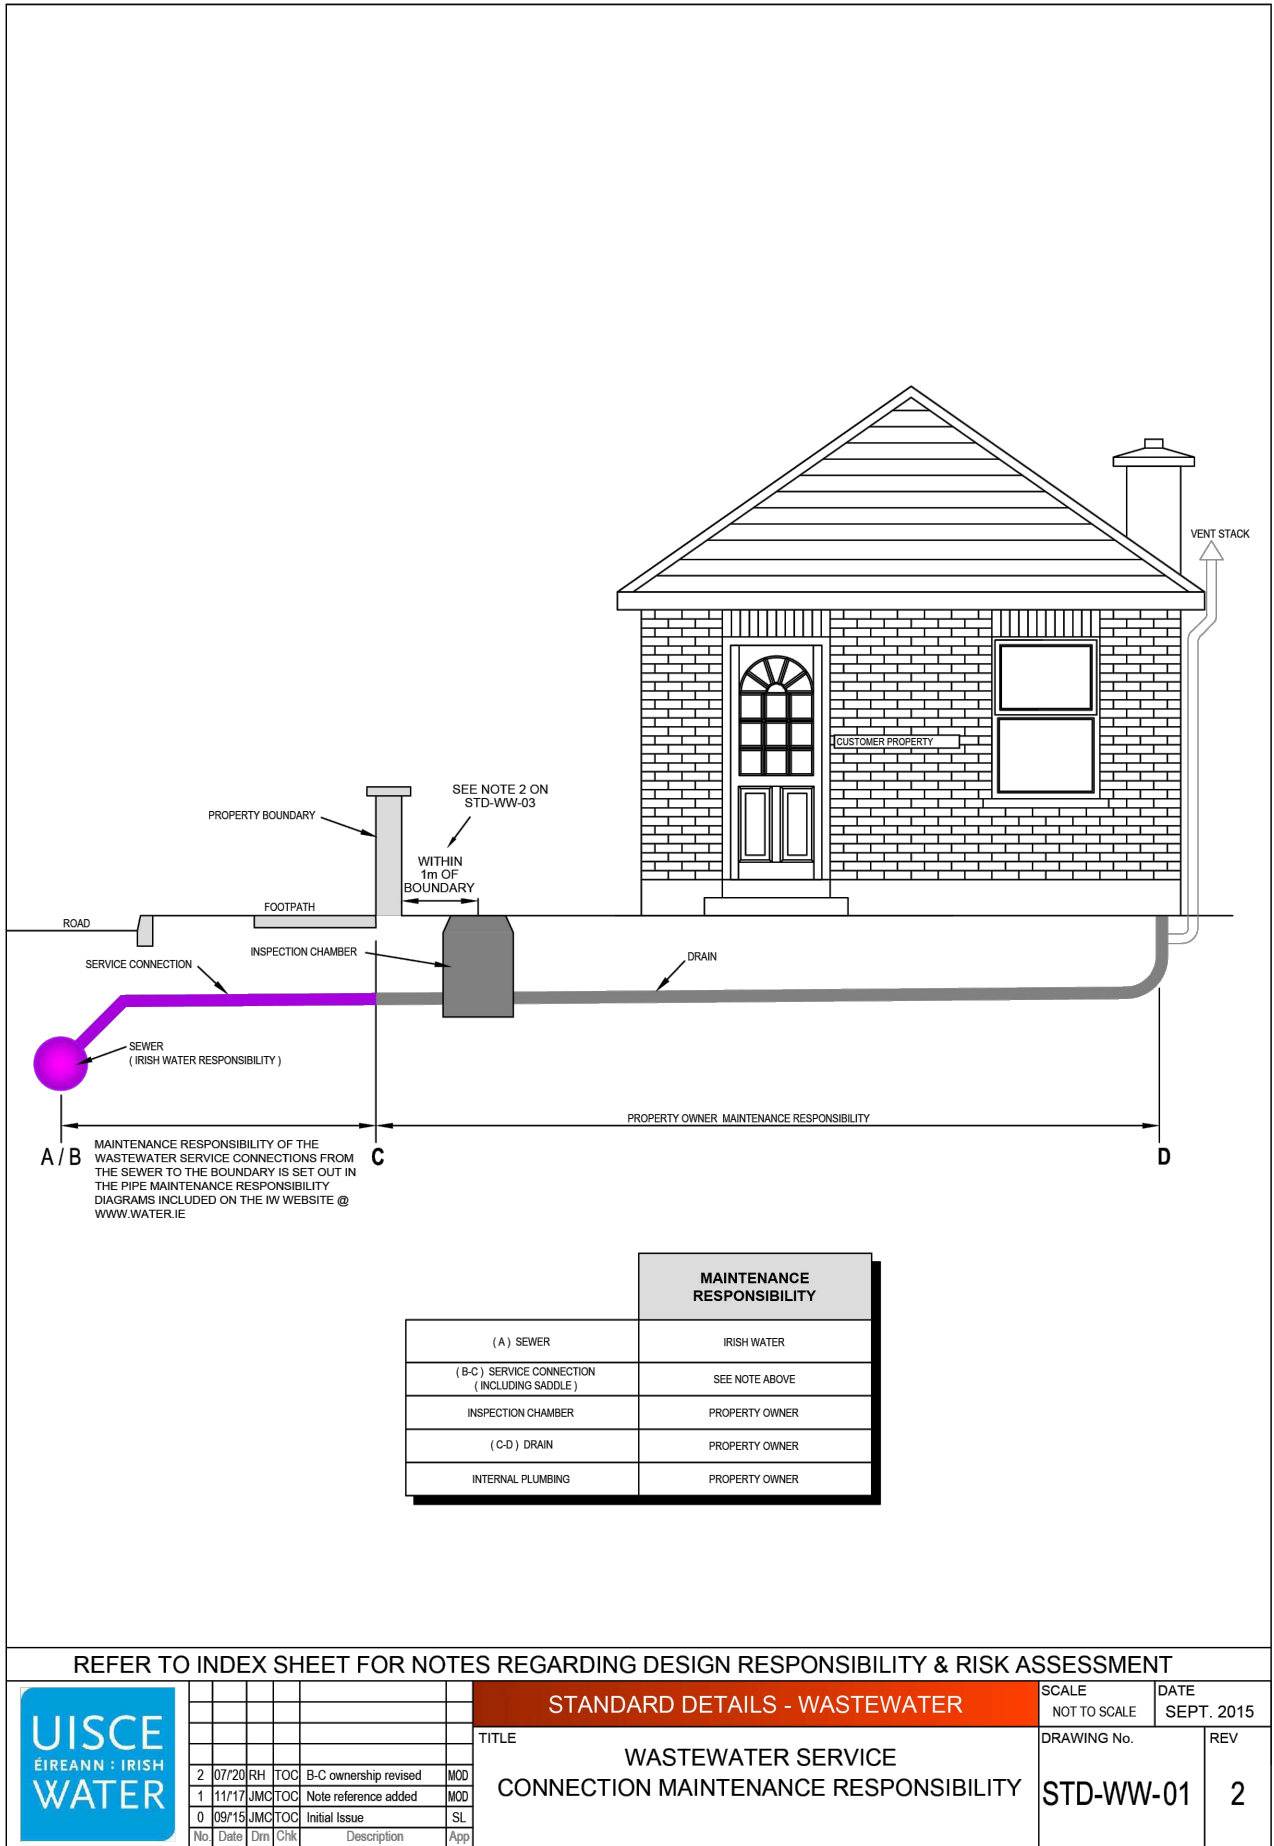 VENT STACK
CUSTOMER PROPERTY
SEE NOTE 2 ON
STD-WW-03
PROPERTY BOUNDARY
WITHIN
1m OF
BOUNDARY
FOOTPATH
ROAD
INSPECTION CHAMBER
DRAIN
SERVICE CONNECTION
SEWER
( IRISH WATER RESPONSIBILITY )
PROPERTY OWNER MAINTENANCE RESPONSIBILITY
A / B
C
D
MAINTENANCE RESPONSIBILITY OF THE
WASTEWATER SERVICE CONNECTIONS FROM
THE SEWER TO THE BOUNDARY IS SET OUT IN
THE PIPE MAINTENANCE RESPONSIBILITY
DIAGRAMS INCLUDED ON THE IW WEBSITE @
WWW.WATER.IE
MAINTENANCE
RESPONSIBILITY
( A ) SEWER IRISH WATER
( B-C ) SERVICE CONNECTION
( INCLUDING SADDLE ) SEE NOTE ABOVE
INSPECTION CHAMBER PROPERTY OWNER
( C-D ) DRAIN PROPERTY OWNER
INTERNAL PLUMBING PROPERTY OWNER
REFER TO INDEX SHEET FOR NOTES REGARDING DESIGN RESPONSIBILITY & RISK ASSESSMENT
UISCE
ÉIREANN : IRISH
WATER
2 07/'20 RH TOC B-C ownership revised MOD
1 11/'17 JMC TOC Note reference added MOD
0 09/'15 JMC TOC Initial Issue SL
No. Date Drn Chk Description App
STANDARD DETAILS - WASTEWATER
TITLE
WASTEWATER SERVICE
CONNECTION MAINTENANCE RESPONSIBILITY
SCALE
NOT TO SCALE
DATE
SEPT. 2015
DRAWING No.
STD-WW-01
REV
2